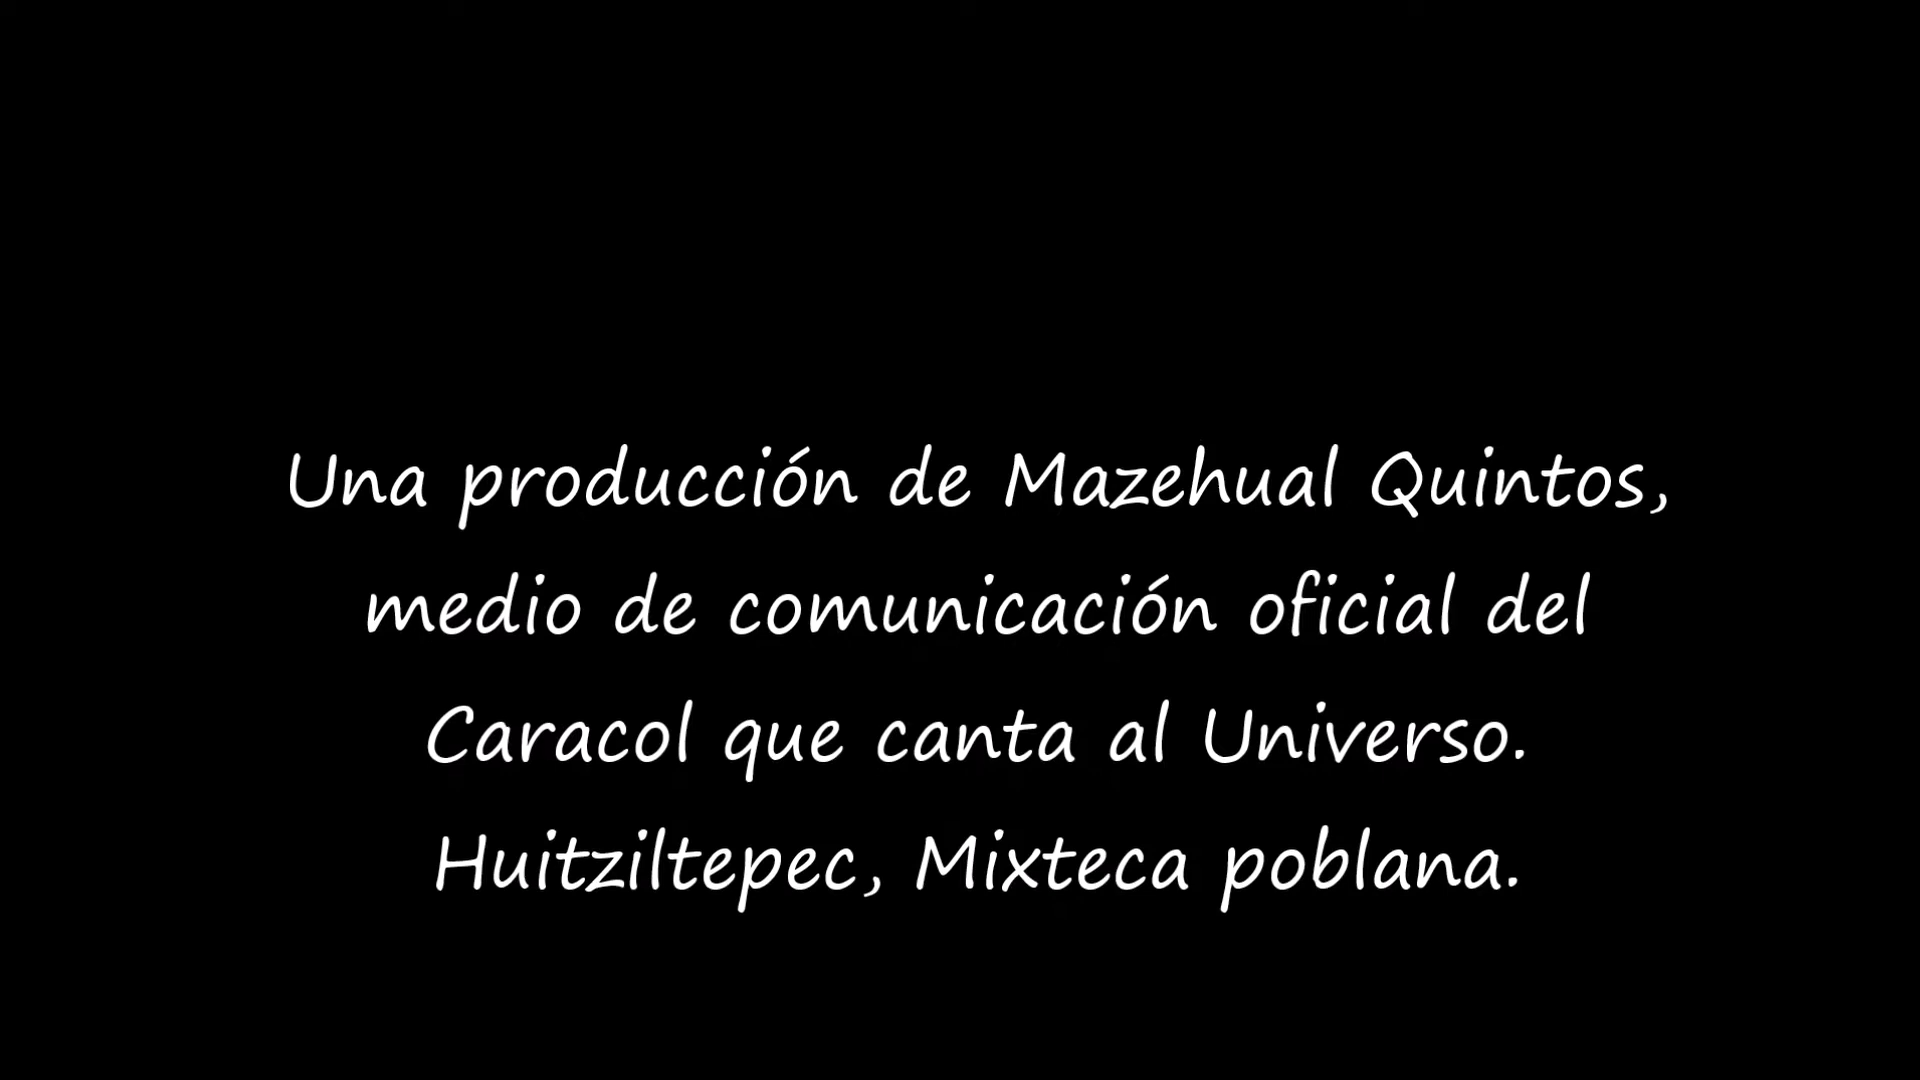 Una producción de Mazehual Quintos,
medio de comunicación oficial del
Caracol que canta al Universo.
Huitziltepec, Mixteca poblana.